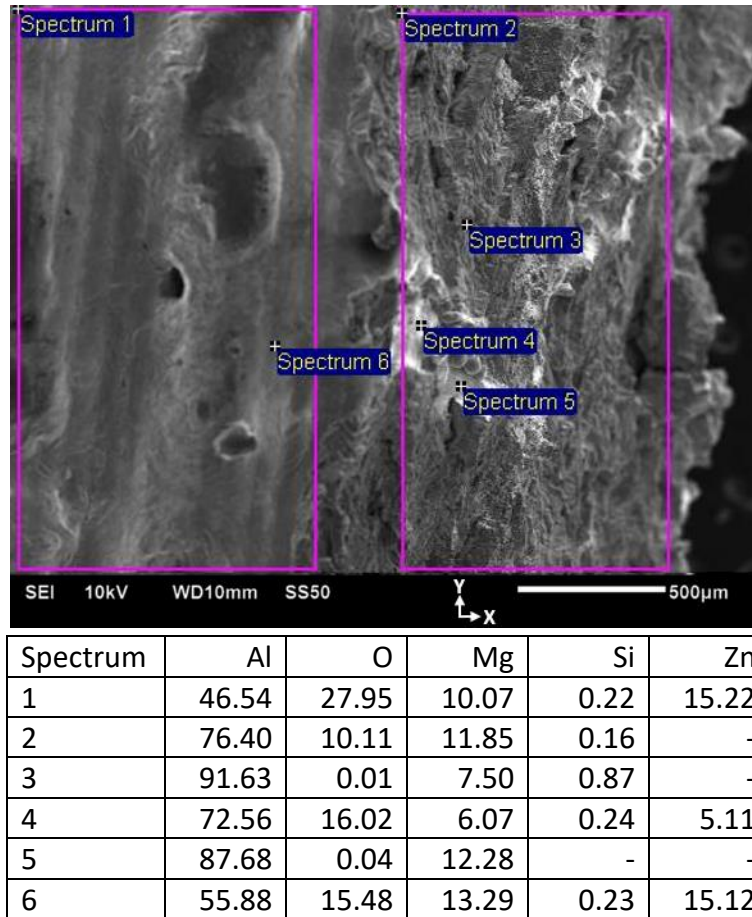 Spectrum 1
Spectrum 2
Spectrum 3
Spectrum 4
Spectrum 6
Spectrum 5
SEI 10kV WD10mm SS50 Y X 500µm
Spectrum Al O Mg Si Zn
1 46.54 27.95 10.07 0.22 15.22
2 76.40 10.11 11.85 0.16 -
3 91.63 0.01 7.50 0.87 -
4 72.56 16.02 6.07 0.24 5.11
5 87.68 0.04 12.28 - -
6 55.88 15.48 13.29 0.23 15.12